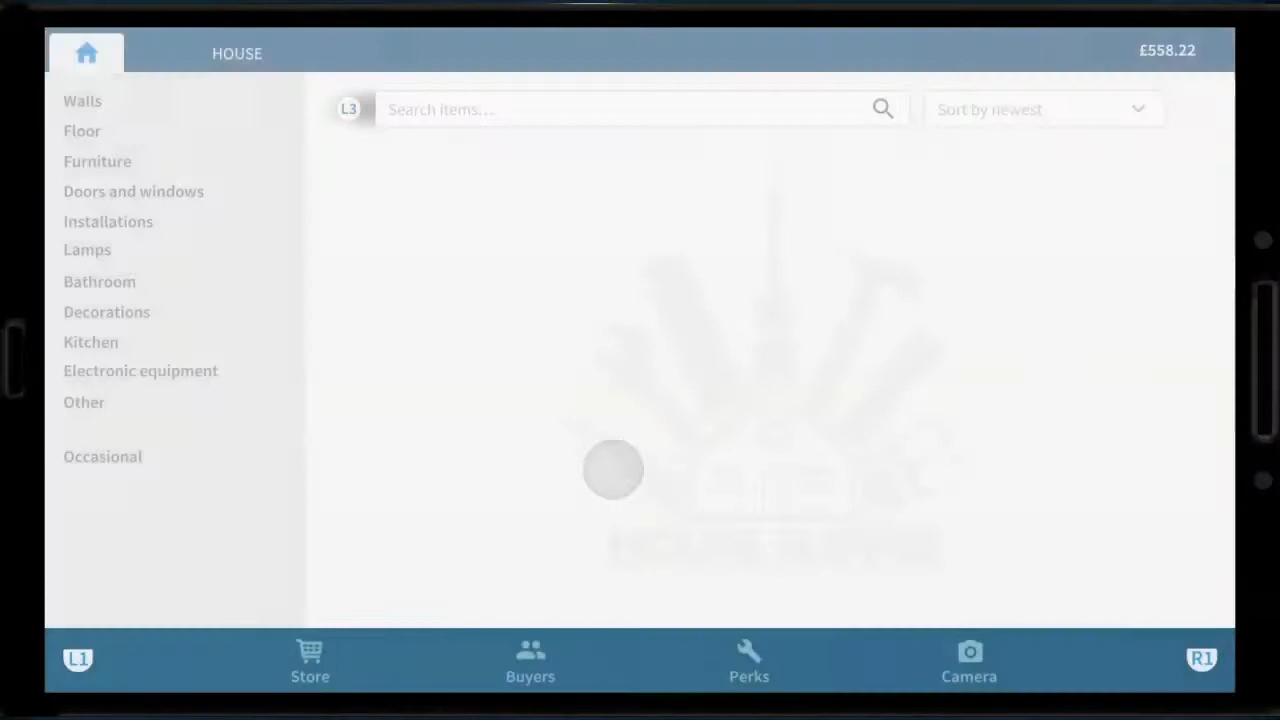 HOUSE
£558.22
Walls
Floor
Furniture
Doors and windows
Installations
Lamps
Bathroom
Decorations
Kitchen
Electronic equipment
Other
Occasional
L3
Search items...
Sort by newest
L1
Store
Buyers
Perks
Camera
R1